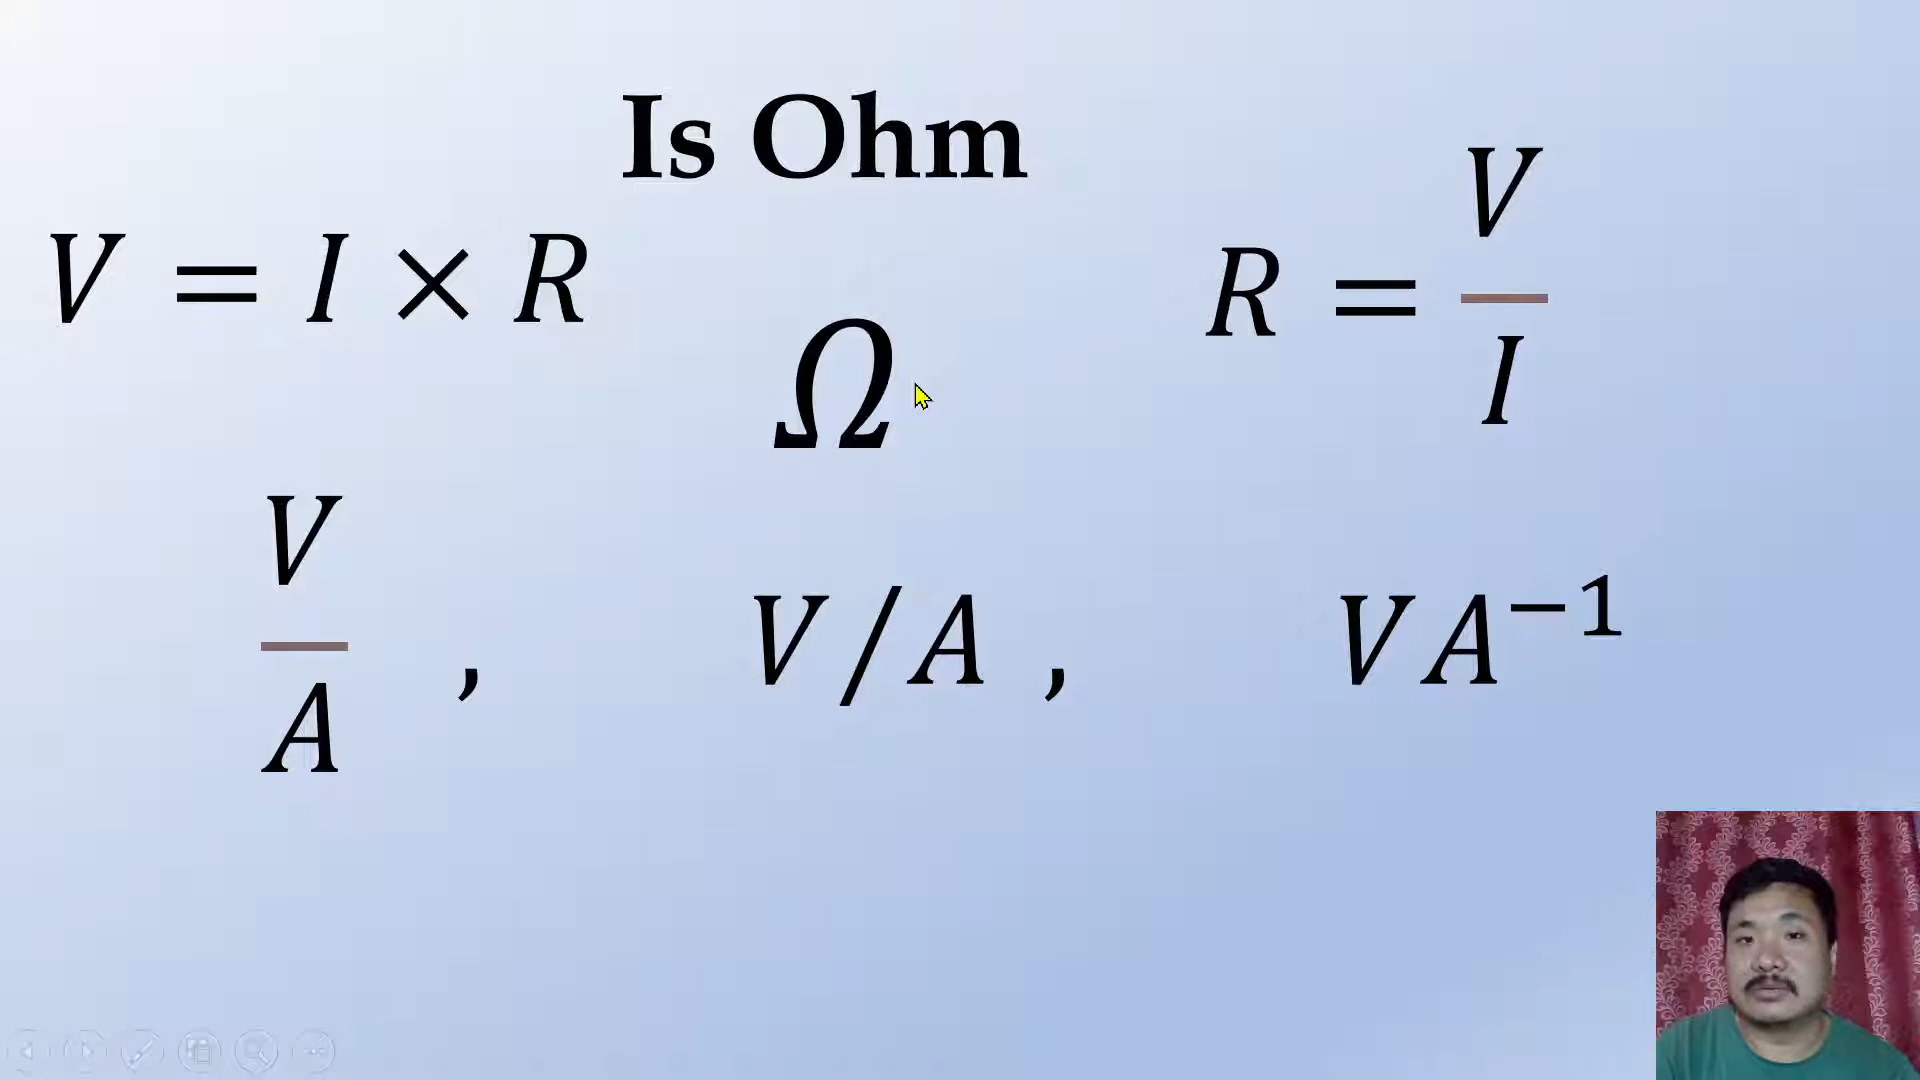 Is Ohm
V = I × R
Ω
R = V/I
V/A , V/A , VA⁻¹